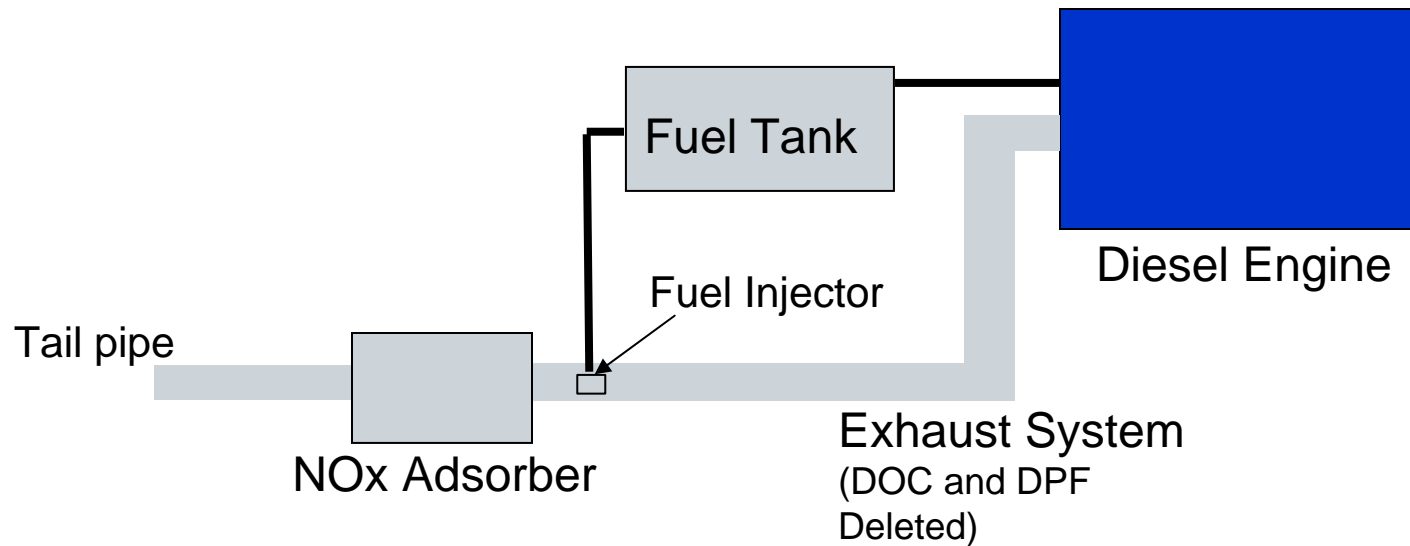 Fuel Tank
Diesel Engine
Fuel Injector
Tail pipe
Exhaust System
(DOC and DPF
Deleted)
NOx Adsorber